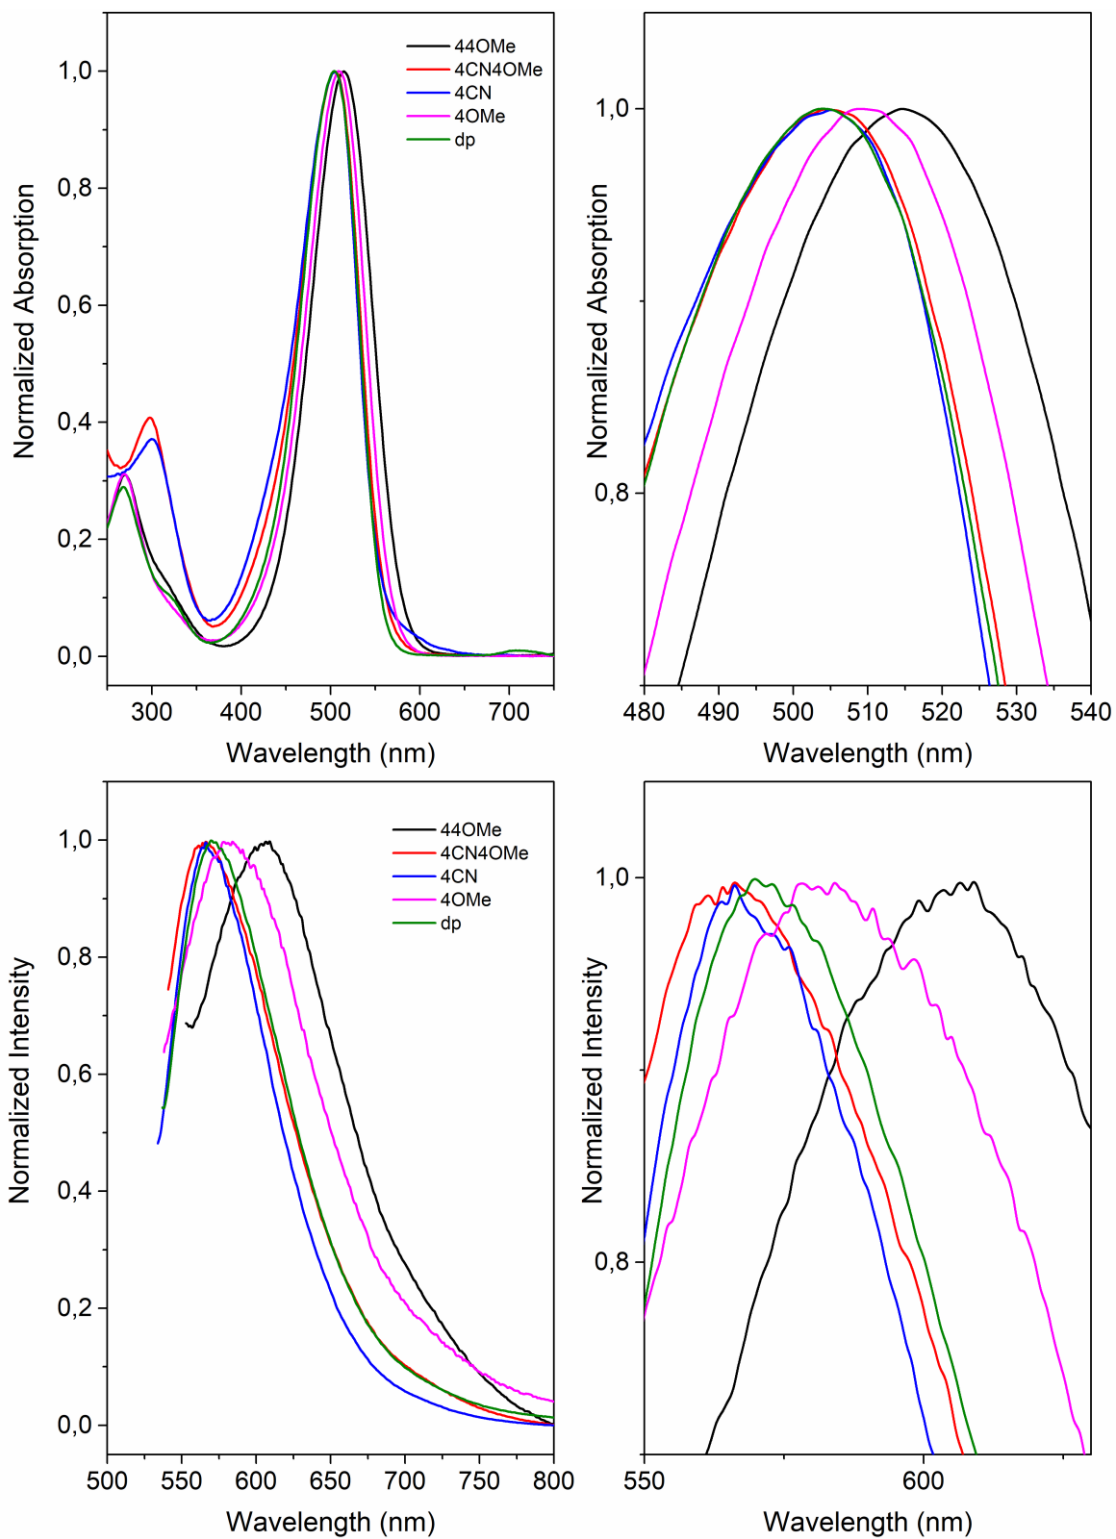 44OMe
4CN4OMe
4CN
4OMe
dp
1,0
0,8
0,6
0,4
0,2
0,0
Normalized Absorption
300 400 500 600 700
Wavelength (nm)
1,0
0,8
Normalized Absorption
480 490 500 510 520 530 540
Wavelength (nm)
44OMe
4CN4OMe
4CN
4OMe
dp
1,0
0,8
0,6
0,4
0,2
0,0
Normalized Intensity
500 550 600 650 700 750 800
Wavelength (nm)
1,0
0,8
Normalized Intensity
550 600
Wavelength (nm)